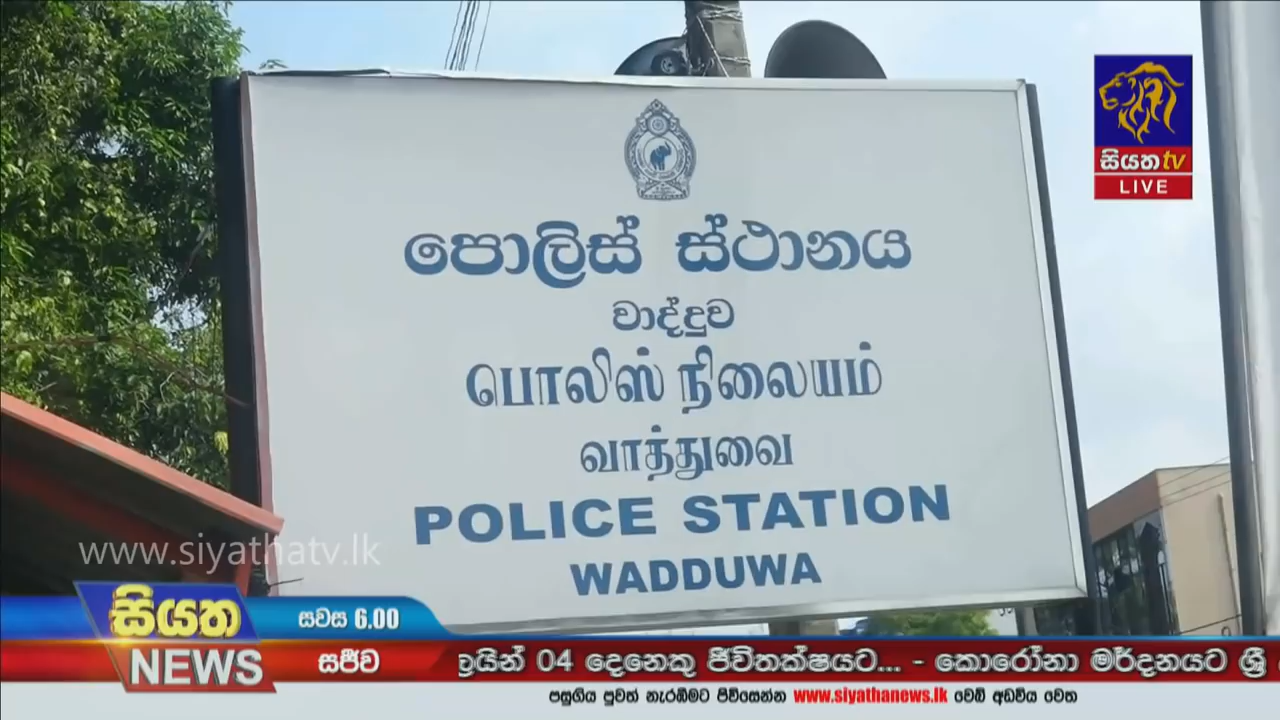 සියත tv
LIVE
පොලිස් ස්ථානය
වාද්දුව
பொலிஸ் நிலையம்
வாத்துவை
POLICE STATION
WADDUWA
www.siyathatv.lk
සියත
NEWS
සවස 6.00
සජීව
දෙනෙකු ජීවිතක්ෂයට... - කොරෝනා මර්දනයට ශ්‍රී
පසුගිය පුවත් නැරඹීමට පිවිසෙන්න www.siyathanews.lk වෙබ් අඩවිය වෙත